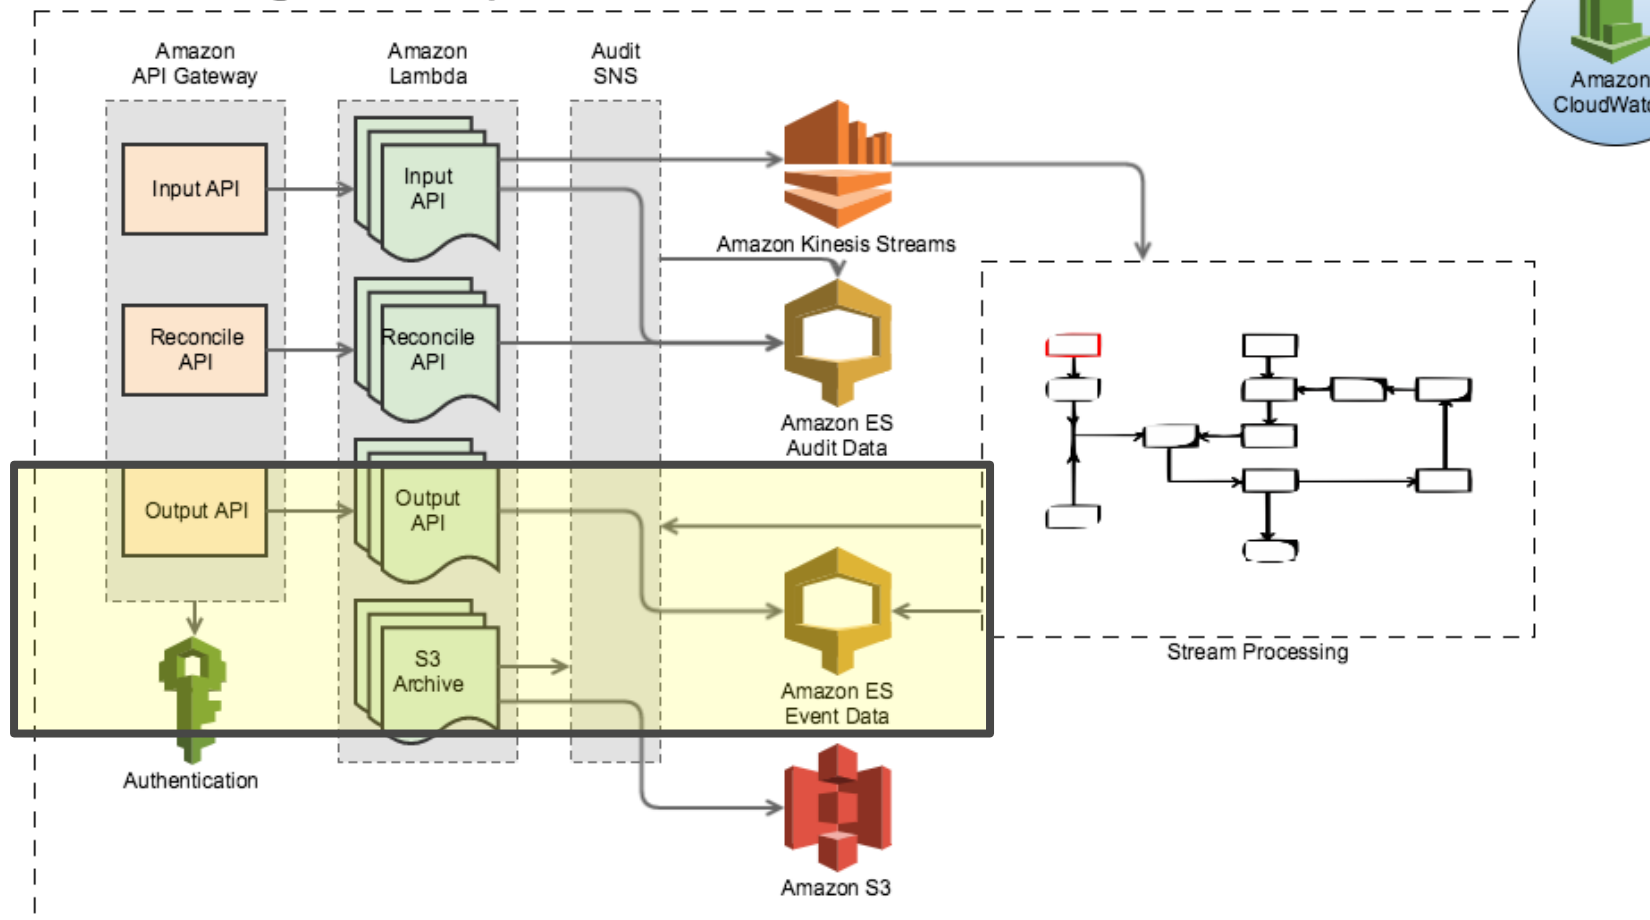 Amazon
API Gateway
Amazon
Lambda
Audit
SNS
Amazon
Input API
Input
API
Amazon Kinesis Streams
Reconcile
API
Reconcile
API
Amazon ES
Audit Data
Output API
Output
API
S3
Archive
Amazon ES
Event Data
Stream Processing
Authentication
Amazon S3